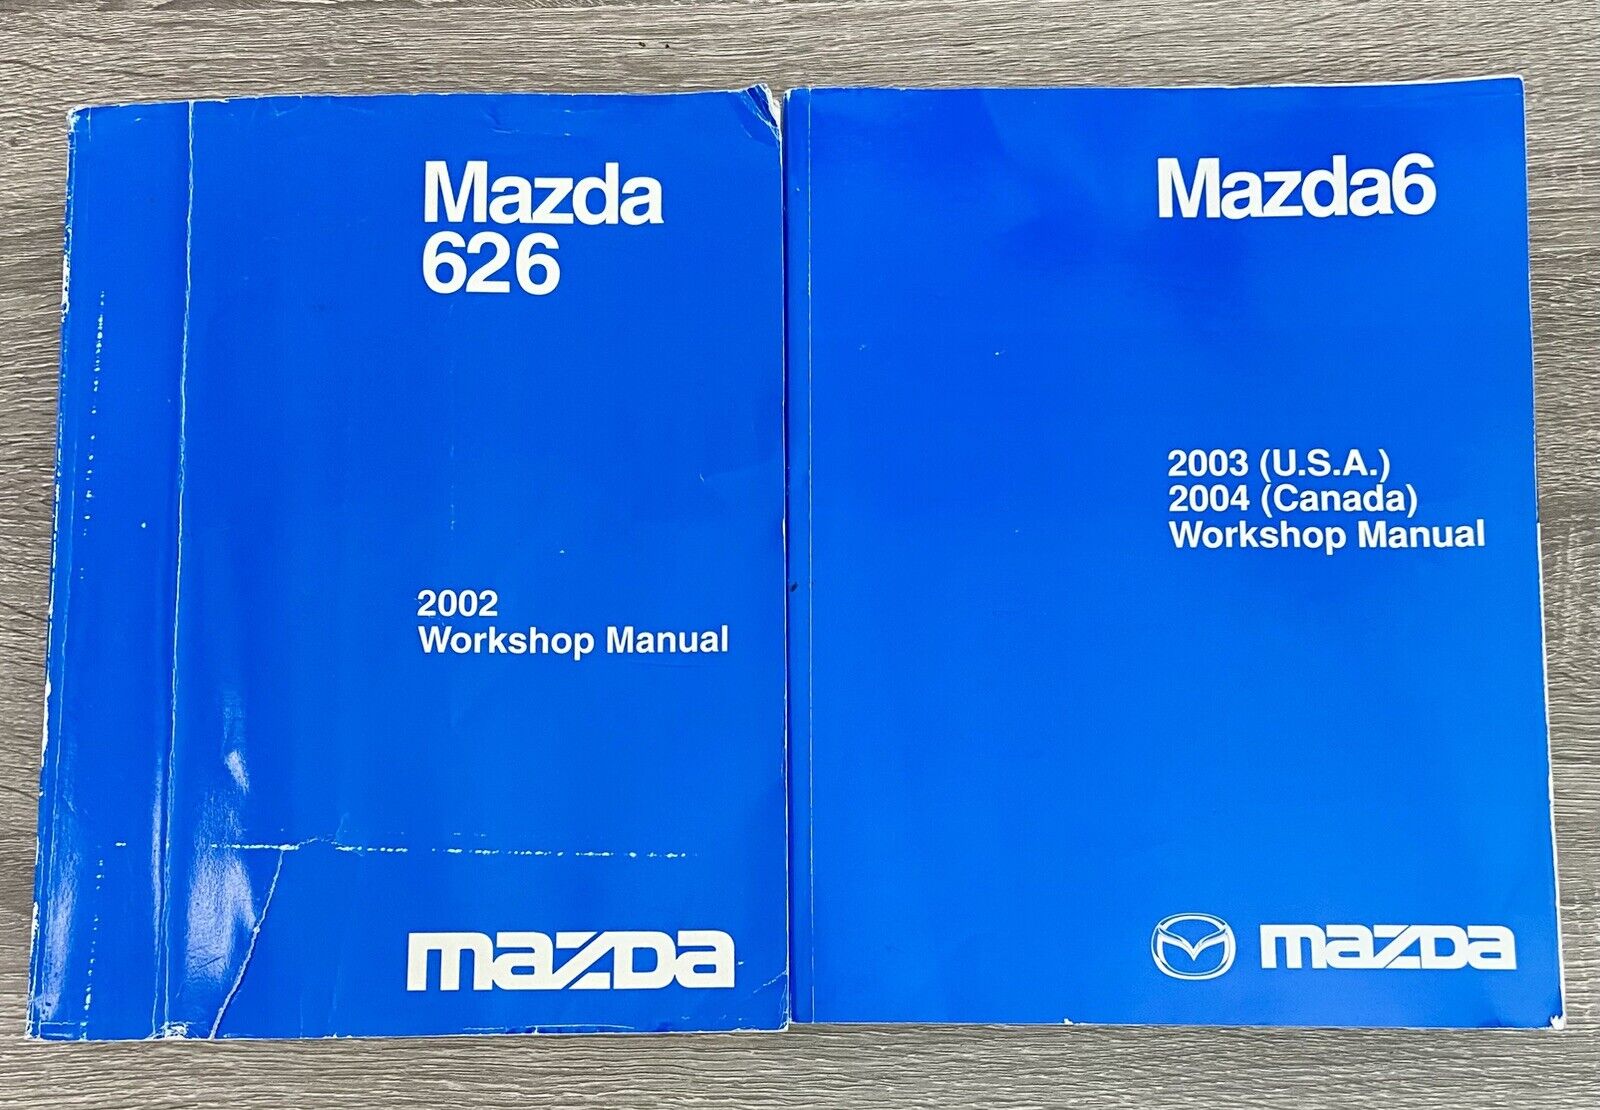 Mazda
626
2002
Workshop Manual
mazda
Mazda6
2003 (U.S.A.)
2004 (Canada)
Workshop Manual
mazda